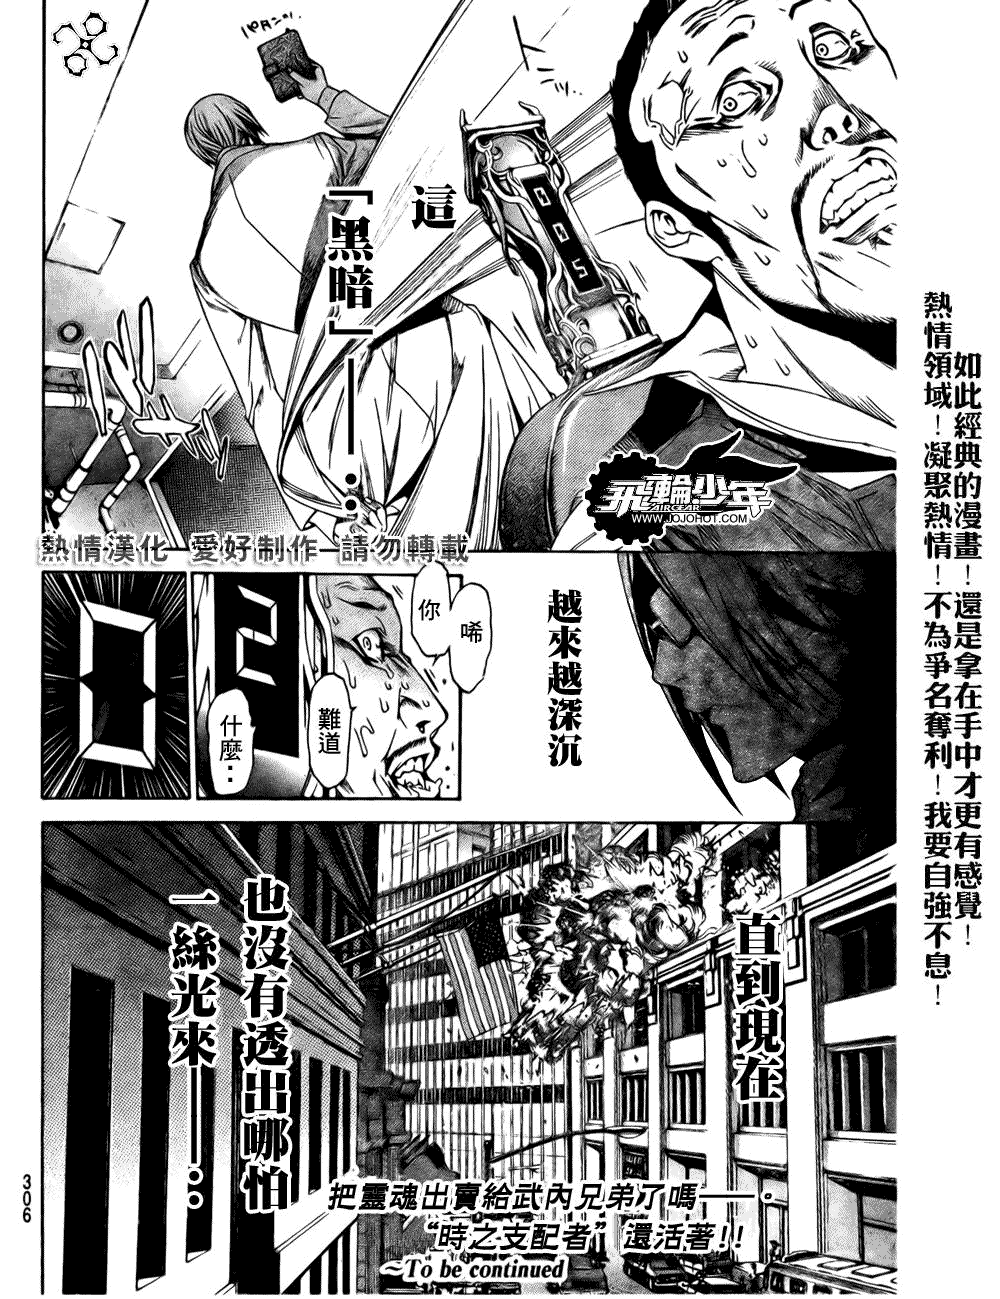 パタン
這
「黑暗」——…
005
飛輪少年
AIRGEAR
WWW.JOJOHOT.COM
熱情漢化 愛好制作 請勿轉載
越來越深沉
唏
你
難道
什麼‥
2
0
直到現在
也沒有透出哪怕
一絲光來——‥
把靈魂出賣給武內兄弟了嗎——‥
“時之支配者”還活著!!
~To be continued
306
如此經典的漫畫！還是拿在手中才更有感覺！
熱情領域！凝聚熱情！不為爭名奪利！我要自強不息！